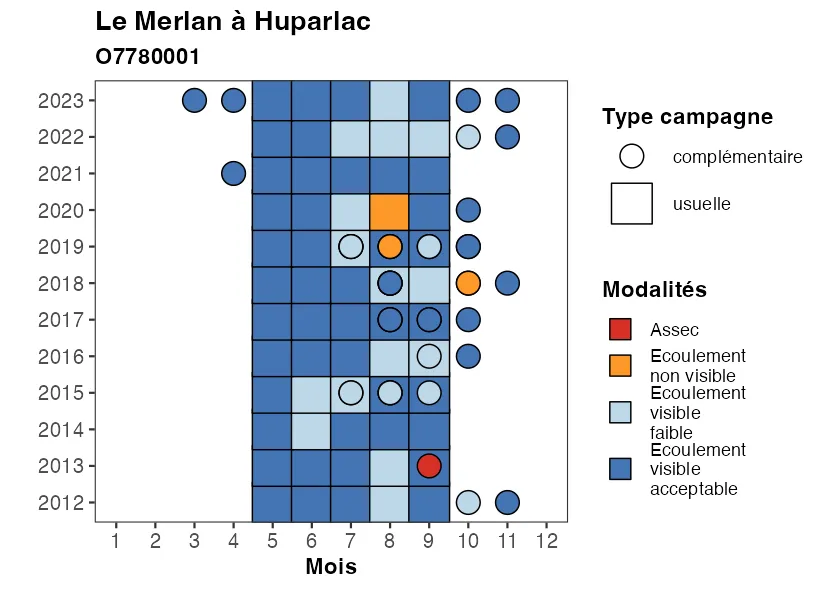 Le Merlan à Huparlac
O7780001
2023
2022
2021
2020
2019
2018
2017
2016
2015
2014
2013
2012
1 2 3 4 5 6 7 8 9 10 11 12
Mois
Type campagne
complémentaire
usuelle
Modalités
Assec
Ecoulement
non visible
Ecoulement
visible
faible
Ecoulement
visible
acceptable